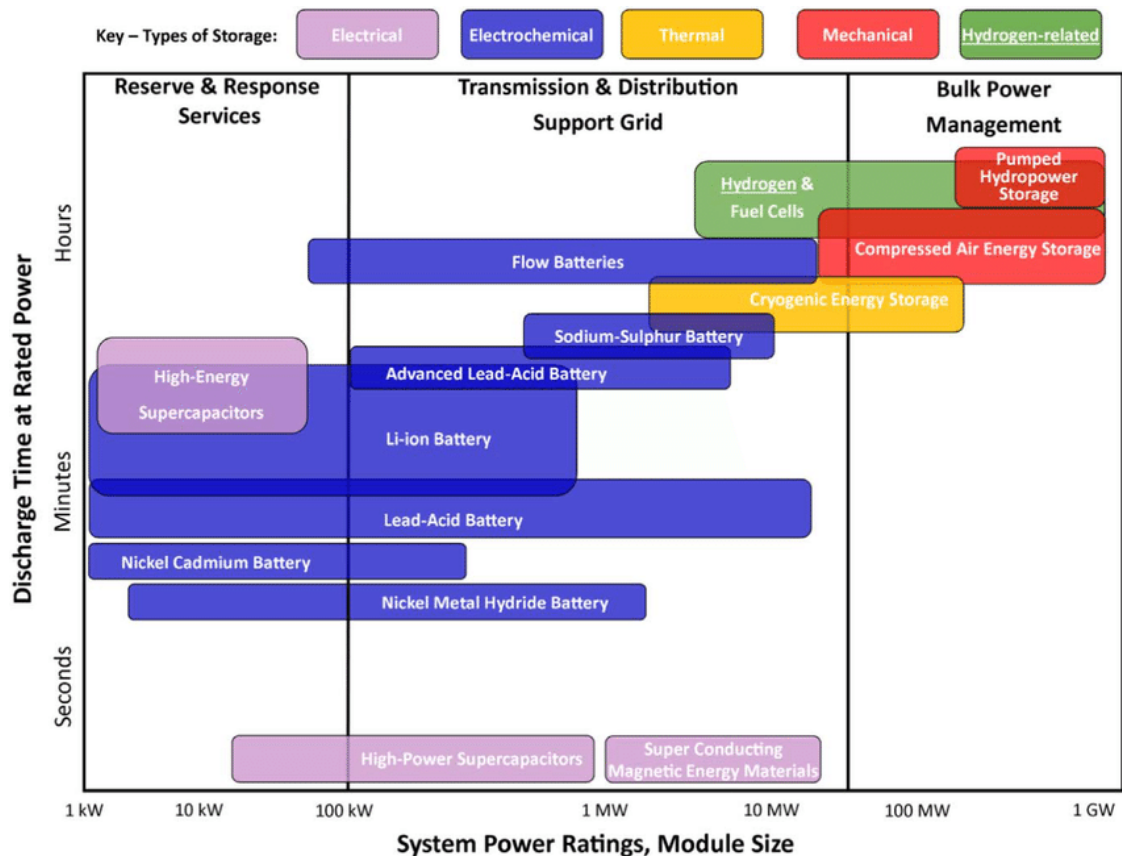 Key – Types of Storage:
Electrical
Electrochemical
Thermal
Mechanical
Hydrogen-related
Reserve & Response
Services
Transmission & Distribution
Support Grid
Bulk Power
Management
Pumped
Hydropower
Storage
Hydrogen &
Fuel Cells
Compressed Air Energy Storage
Flow Batteries
Cryogenic Energy Storage
Sodium-Sulphur Battery
Advanced Lead-Acid Battery
High-Energy
Supercapacitors
Li-ion Battery
Lead-Acid Battery
Nickel Cadmium Battery
Nickel Metal Hydride Battery
High-Power Supercapacitors
Super Conducting
Magnetic Energy Materials
Discharge Time at Rated Power
Hours
Minutes
Seconds
1 kW
10 kW
100 kW
1 MW
10 MW
100 MW
1 GW
System Power Ratings, Module Size